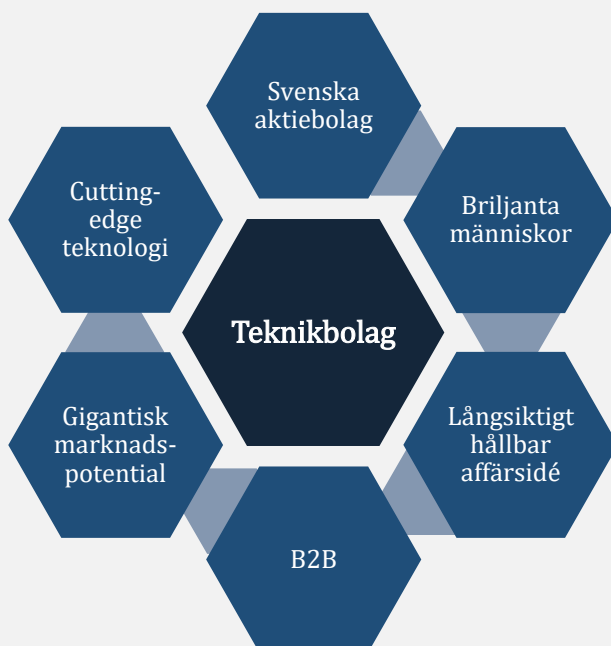 Svenska
aktiebolag
Briljanta
människor
Långsiktigt
hållbar
affärsidé
B2B
Gigantisk
marknads-
potential
Cutting-
edge
teknologi
Teknikbolag